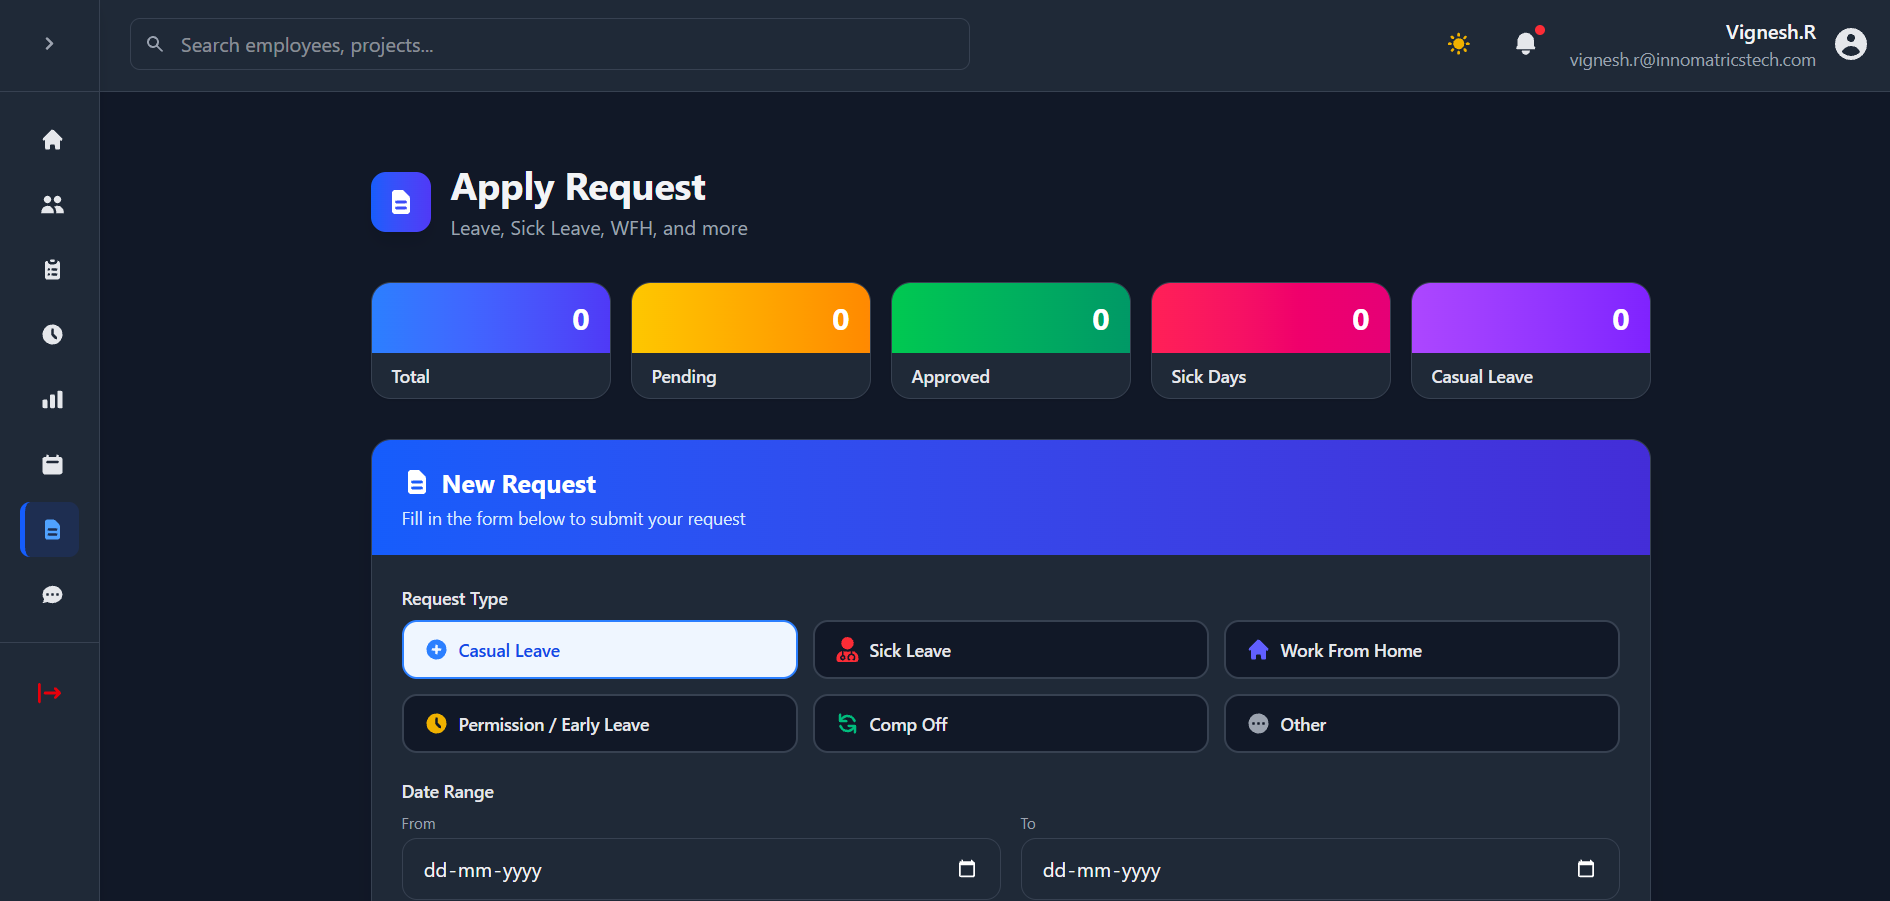 Search employees, projects...
Vignesh.R
vignesh.r@innomatricstech.com
Apply Request
Leave, Sick Leave, WFH, and more
0
Total
0
Pending
0
Approved
0
Sick Days
0
Casual Leave
New Request
Fill in the form below to submit your request
Request Type
Casual Leave
Sick Leave
Work From Home
Permission / Early Leave
Comp Off
Other
Date Range
From
dd-mm-yyyy
To
dd-mm-yyyy